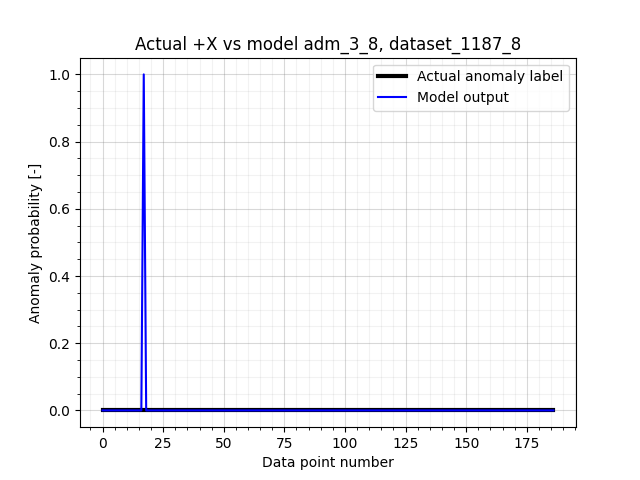 Actual +X vs model adm_3_8, dataset_1187_8
Actual anomaly label
Model output
1.0
0.8
0.6
0.4
0.2
0.0
Anomaly probability [-]
0 25 50 75 100 125 150 175
Data point number